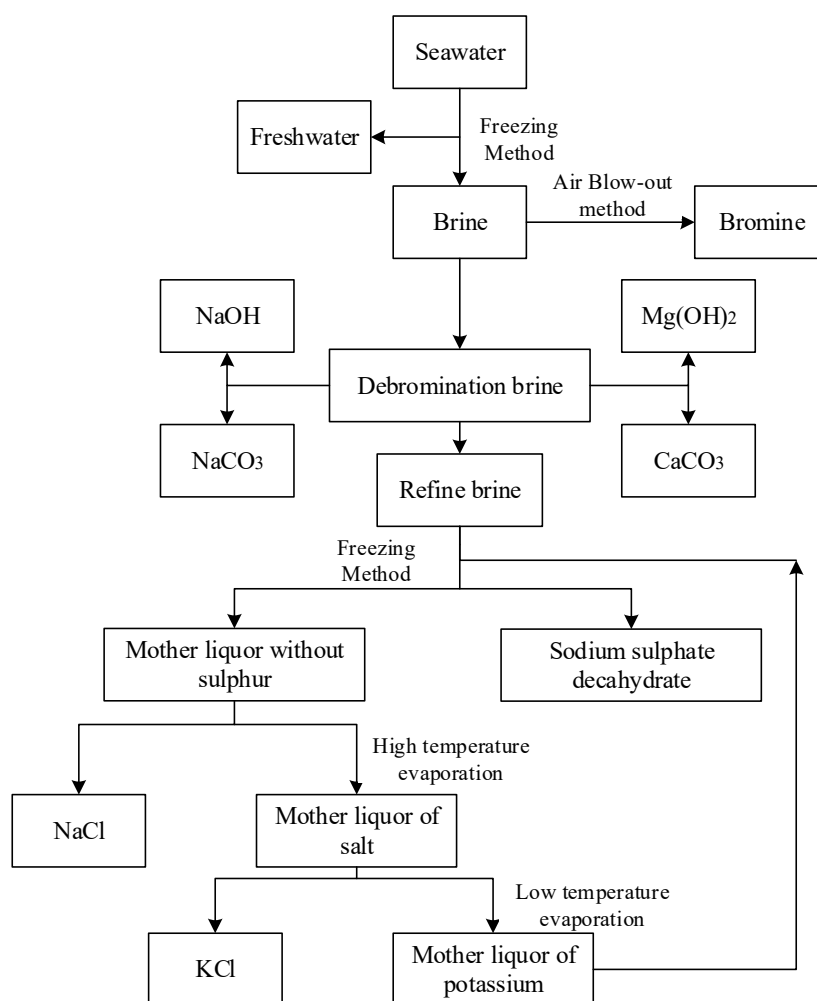 Seawater
Freshwater
Freezing
Method
Air Blow-out
method
Brine
Bromine
NaOH
Mg(OH)2
Debromination brine
NaCO3
CaCO3
Refine brine
Freezing
Method
Mother liquor without
sulphur
Sodium sulphate
decahydrate
High temperature
evaporation
NaCl
Mother liquor of
salt
Low temperature
evaporation
KCl
Mother liquor of
potassium